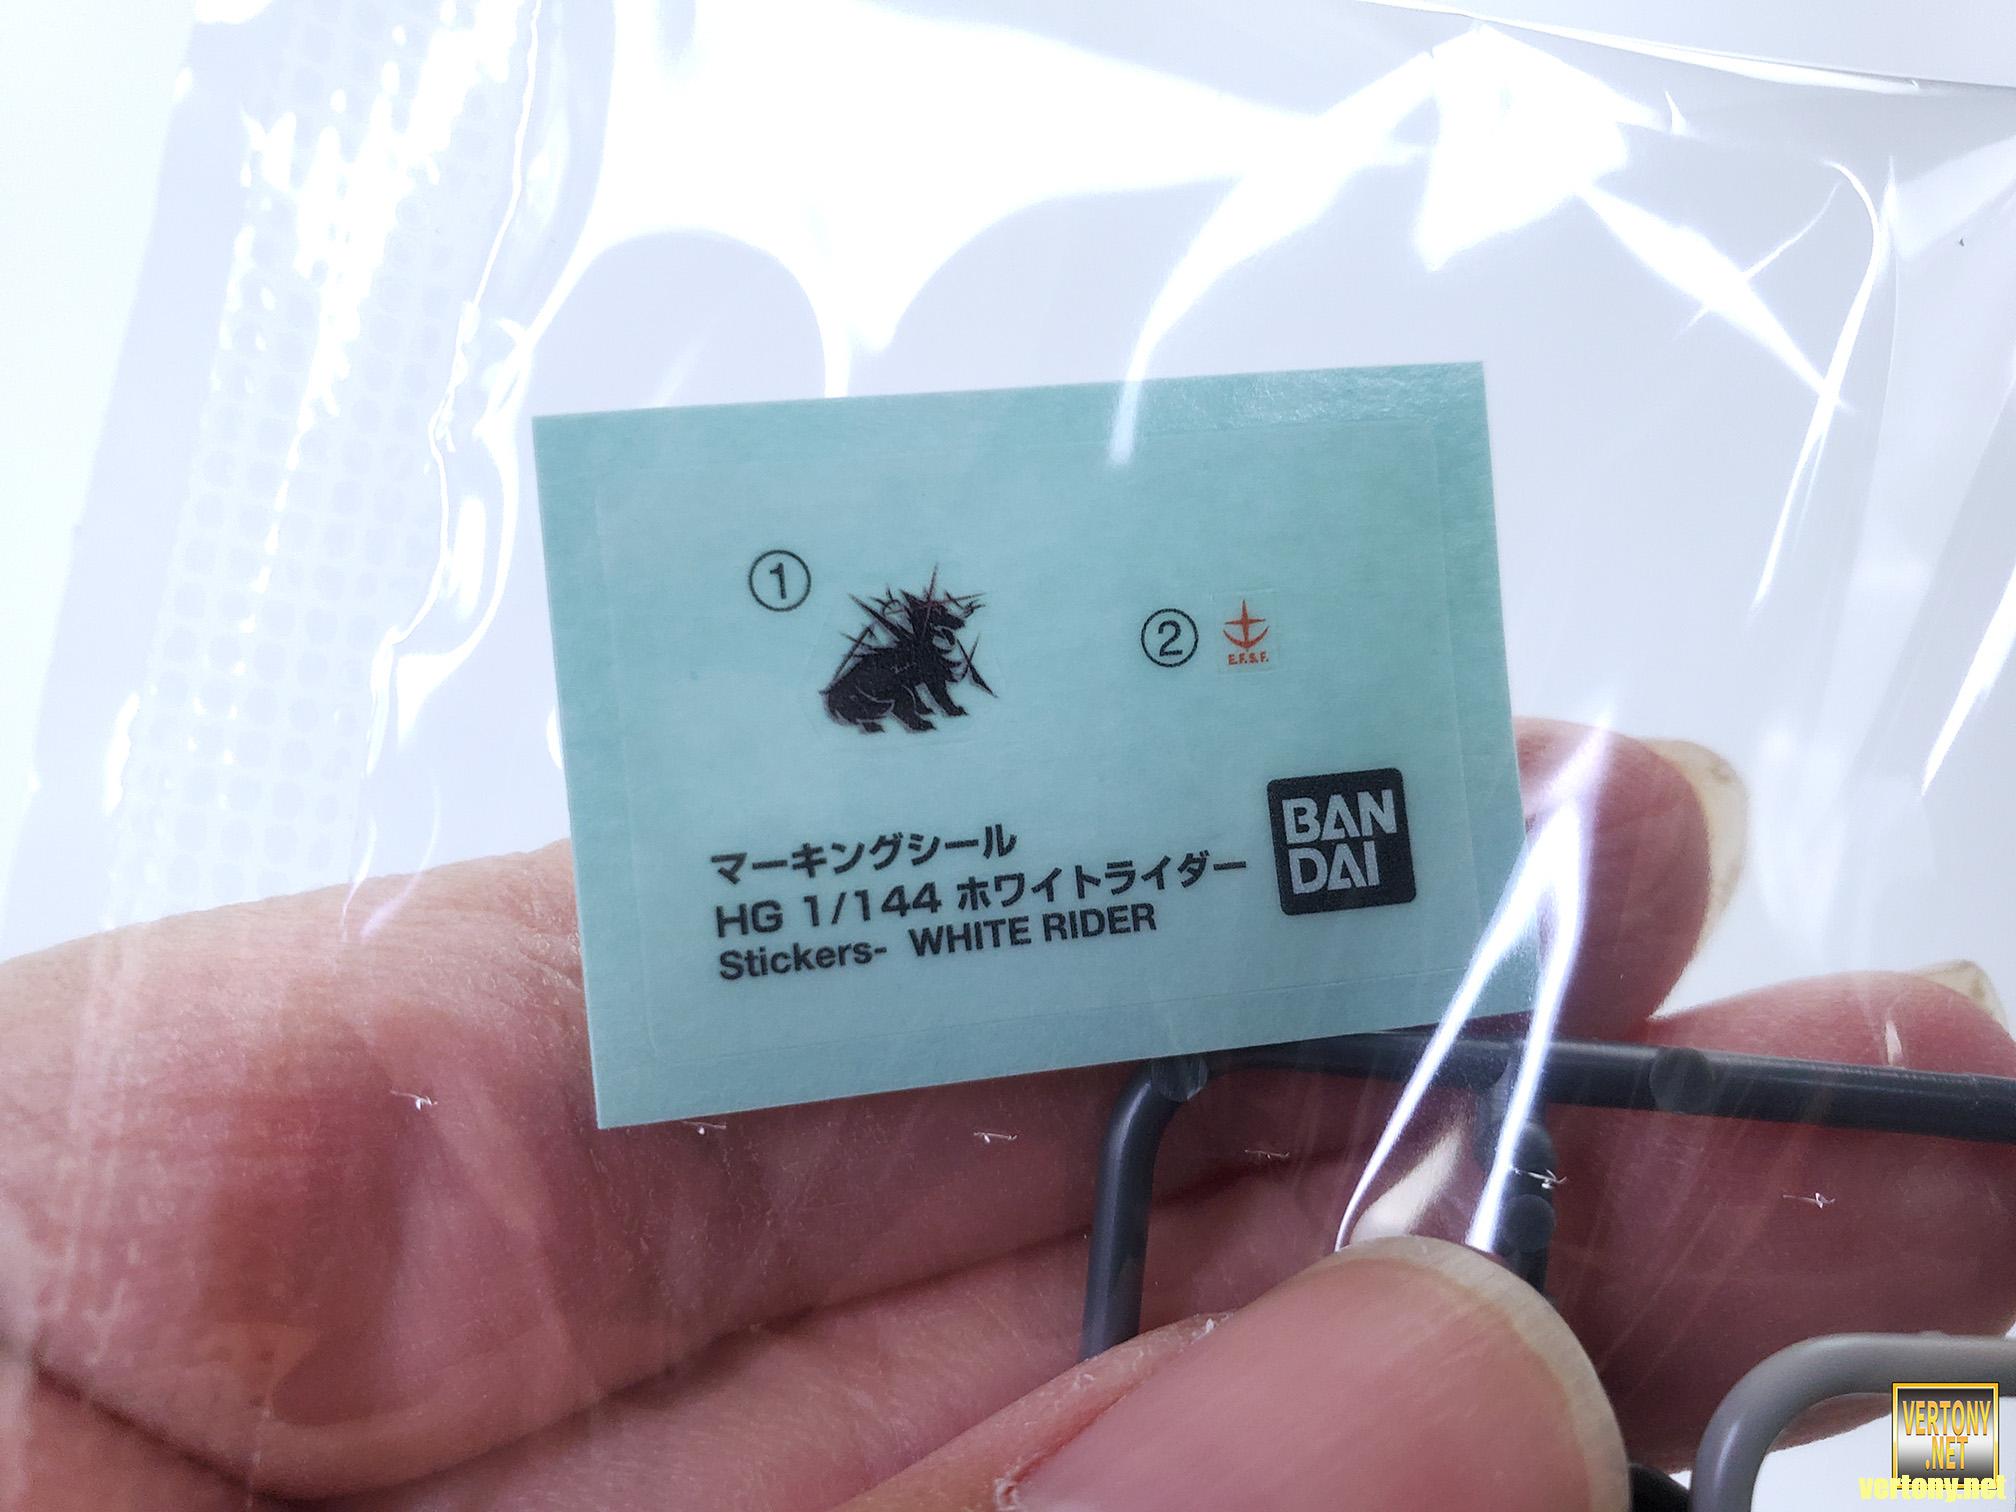 ①
②
E.F.S.F.
マーキングシール
HG 1/144 ホワイトライダー
Stickers- WHITE RIDER
BAN
DAI
VERTONY
.NET
vertony.net